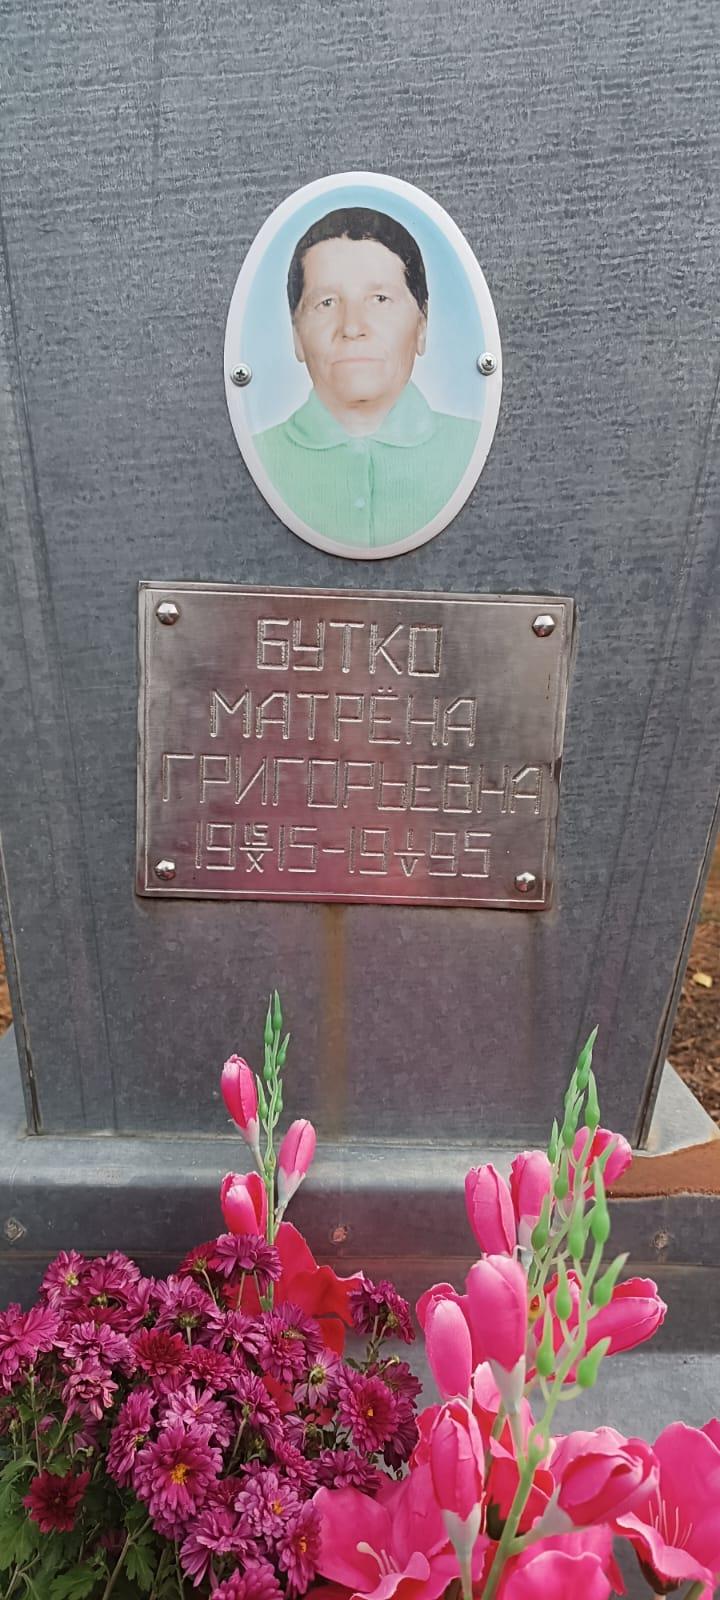 БУТКО
МАТРЁНА
ГРИГОРЬЕВНА
19 15/X 15-19 1/V 95